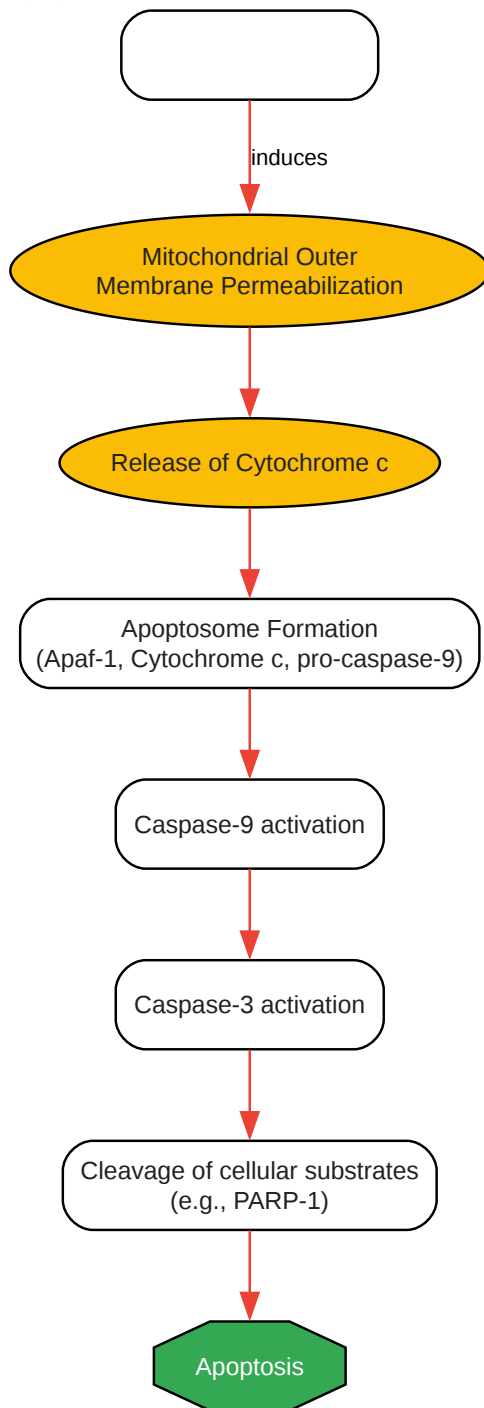 induces
Mitochondrial Outer
Membrane Permeabilization
Release of Cytochrome c
Apoptosome Formation
(Apaf-1, Cytochrome c, pro-caspase-9)
Caspase-9 activation
Caspase-3 activation
Cleavage of cellular substrates
(e.g., PARP-1)
Apoptosis